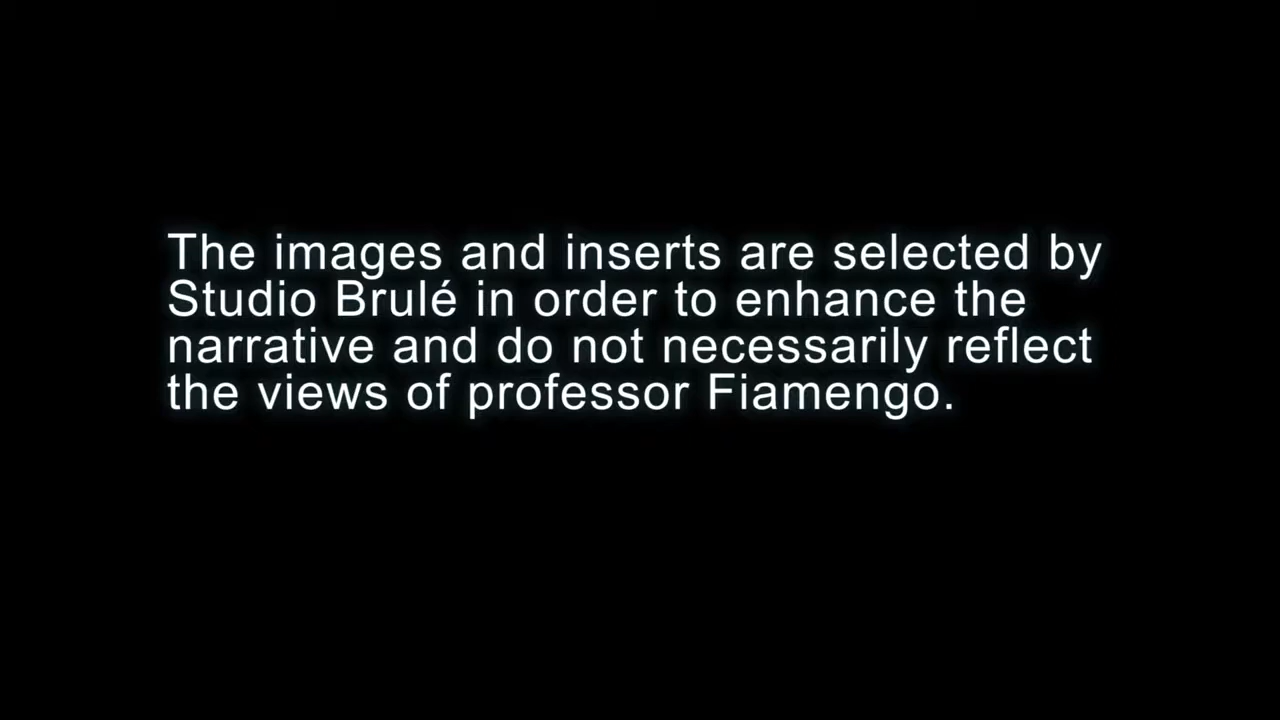 The images and inserts are selected by
Studio Brulé in order to enhance the
narrative and do not necessarily reflect
the views of professor Fiamengo.